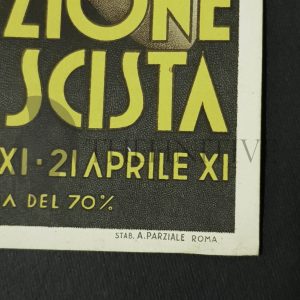 ZIONE
SCISTA
XI · 21 APRILE XI
A DEL 70%
STAB. A. PARZIALE ROMA